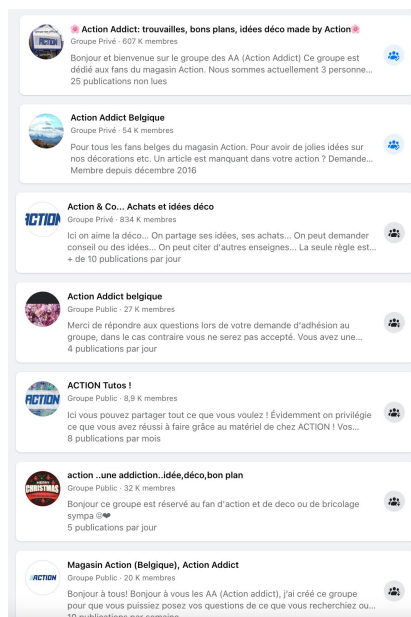 🌸 Action Addict: trouvailles, bons plans, idées déco made by Action🌸
Groupe Privé · 607 K membres
Bonjour et bienvenue sur le groupe des AA (Action Addict) Ce groupe est
dédié aux fans du magasin Action. Nous sommes actuellement 3 personne...
25 publications non lues
Action Addict Belgique
Groupe Privé · 54 K membres
Pour tous les fans belges du magasin Action. Pour avoir de jolies idées sur
nos décorations etc. Un article est manquant dans votre action ? Demande...
Membre depuis décembre 2016
ACTION
Action & Co... Achats et idées déco
Groupe Privé · 834 K membres
Ici on aime la déco... On partage ses idées, ses achats... On peut demander
conseil ou des idées... On peut citer d'autres enseignes... La seule règle est...
+ de 10 publications par jour
Action Addict belgique
Groupe Public · 27 K membres
Merci de répondre aux questions lors de votre demande d'adhésion au
groupe, dans le cas contraire vous ne serez pas accepté. Vous avez une...
4 publications par jour
ACTION
ACTION Tutos !
Groupe Public · 8,9 K membres
Ici vous pouvez partager tout ce que vous voulez ! Évidemment on privilégie
ce que vous avez réussi à faire grâce au matériel de chez ACTION ! Vos...
8 publications par mois
CHRISTMAS
action ..une addiction..idée,déco,bon plan
Groupe Public · 32 K membres
Bonjour ce groupe est réservé au fan d'action et de deco ou de bricolage
sympa 😍❤
5 publications par jour
ACTION
Magasin Action (Belgique), Action Addict
Groupe Public · 20 K membres
Bonjour à tous! Bonjour à vous les AA (Action addict), j'ai créé ce groupe
pour que vous puissiez posez vos questions de ce que vous recherchiez ou...
10 publications par semaine